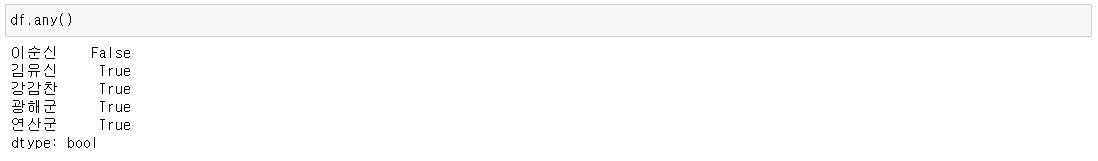 df.any()
이순신 False
김유신 True
강감찬 True
광해군 True
연산군 True
dtype: bool